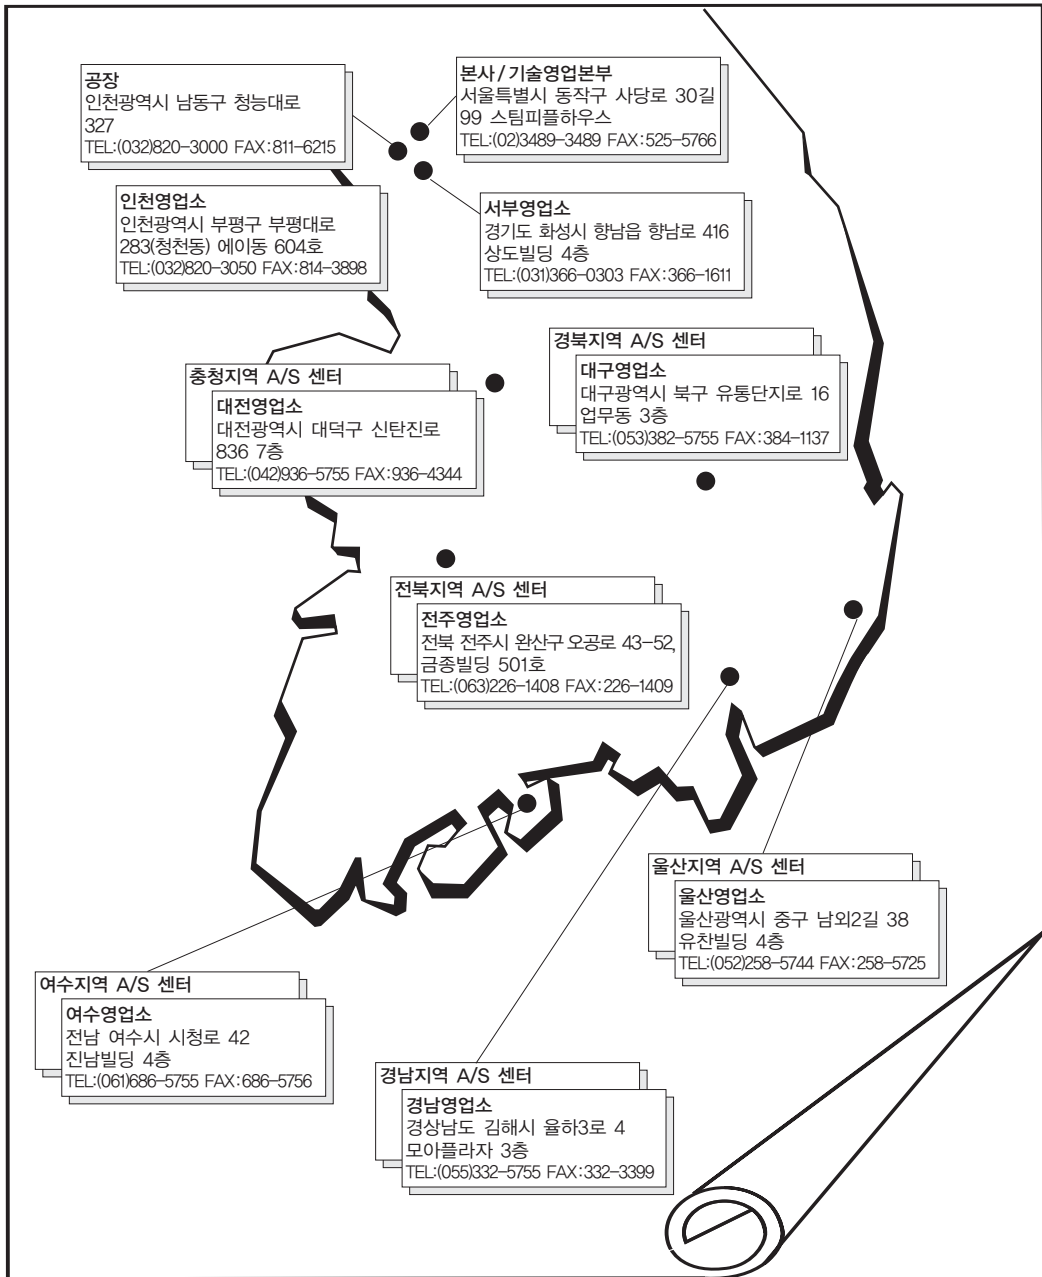 공장
인천광역시 남동구 청능대로
327
TEL:(032)820-3000 FAX:811-6215
본사/기술영업본부
서울특별시 동작구 사당로 30길
99 스팀피플하우스
TEL:(02)3489-3489 FAX:525-5766
인천영업소
인천광역시 부평구 부평대로
283(청천동) 에이동 604호
TEL:(032)820-3050 FAX:814-3898
서부영업소
경기도 화성시 향남읍 향남로 416
상도빌딩 4층
TEL:(031)366-0303 FAX:366-1611
충청지역 A/S 센터
대전영업소
대전광역시 대덕구 신탄진로
836 7층
TEL:(042)936-5755 FAX:936-4344
경북지역 A/S 센터
대구영업소
대구광역시 북구 유통단지로 16
업무동 3층
TEL:(053)382-5755 FAX:384-1137
전북지역 A/S 센터
전주영업소
전북 전주시 완산구 오공로 43-52,
금종빌딩 501호
TEL:(063)226-1408 FAX:226-1409
울산지역 A/S 센터
울산영업소
울산광역시 중구 남외2길 38
유찬빌딩 4층
TEL:(052)258-5744 FAX:258-5725
여수지역 A/S 센터
여수영업소
전남 여수시 시청로 42
진남빌딩 4층
TEL:(061)686-5755 FAX:686-5756
경남지역 A/S 센터
경남영업소
경상남도 김해시 율하3로 4
모아플라자 3층
TEL:(055)332-5755 FAX:332-3399